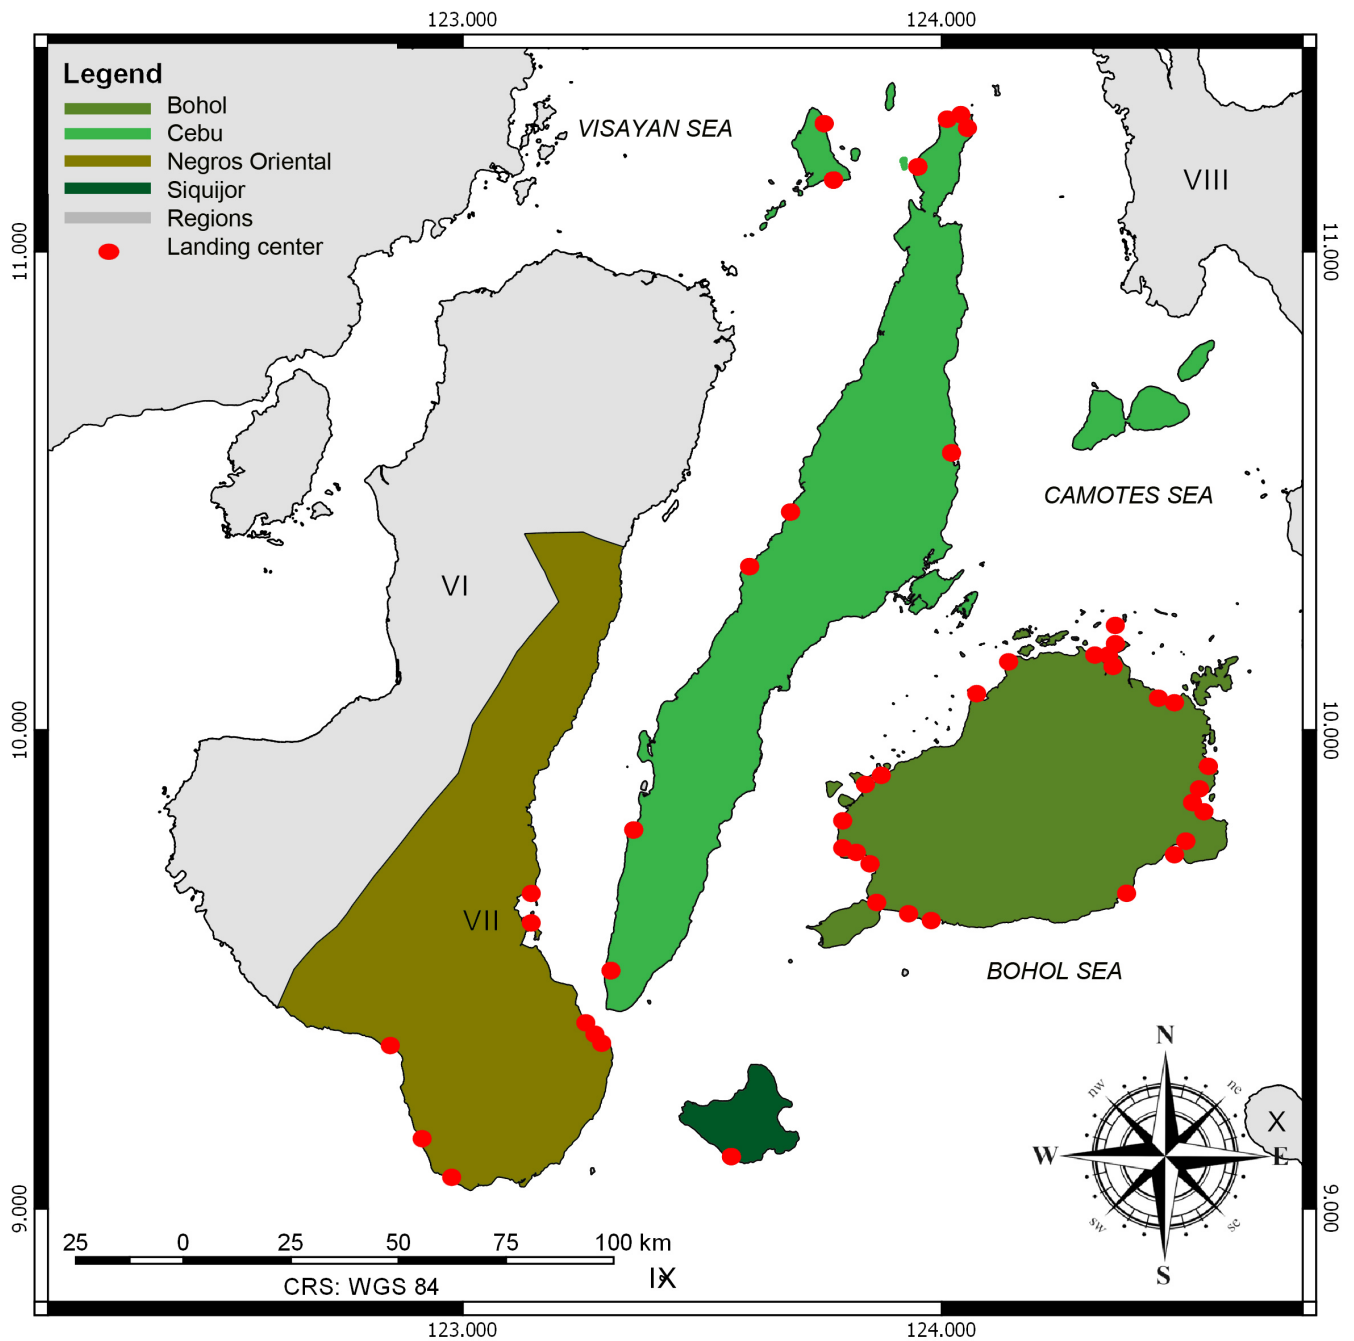 123.000
124.000
Legend
Bohol
Cebu
Negros Oriental
Siquijor
Regions
Landing center
VISAYAN SEA
VIII
11.000
11.000
CAMOTES SEA
VI
10.000
10.000
VII
BOHOL SEA
N
nw
ne
X
W
E
sw
se
S
9.000
9.000
25
0
25
50
75
100 km
CRS: WGS 84
IX
123.000
124.000